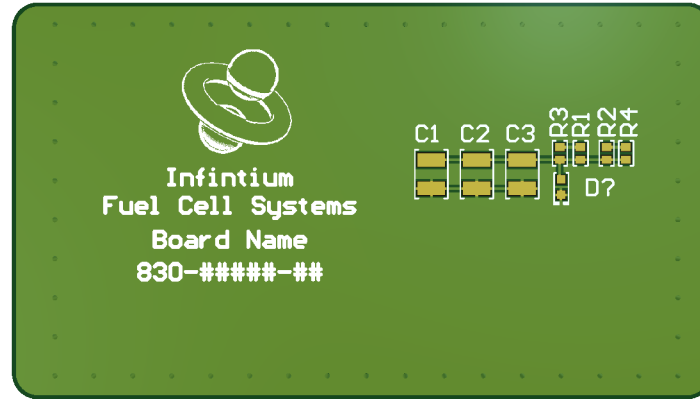 Infintium
Fuel Cell Systems
Board Name
830-#####-##
C1 C2 C3 R3 R1 R2 R4
D?